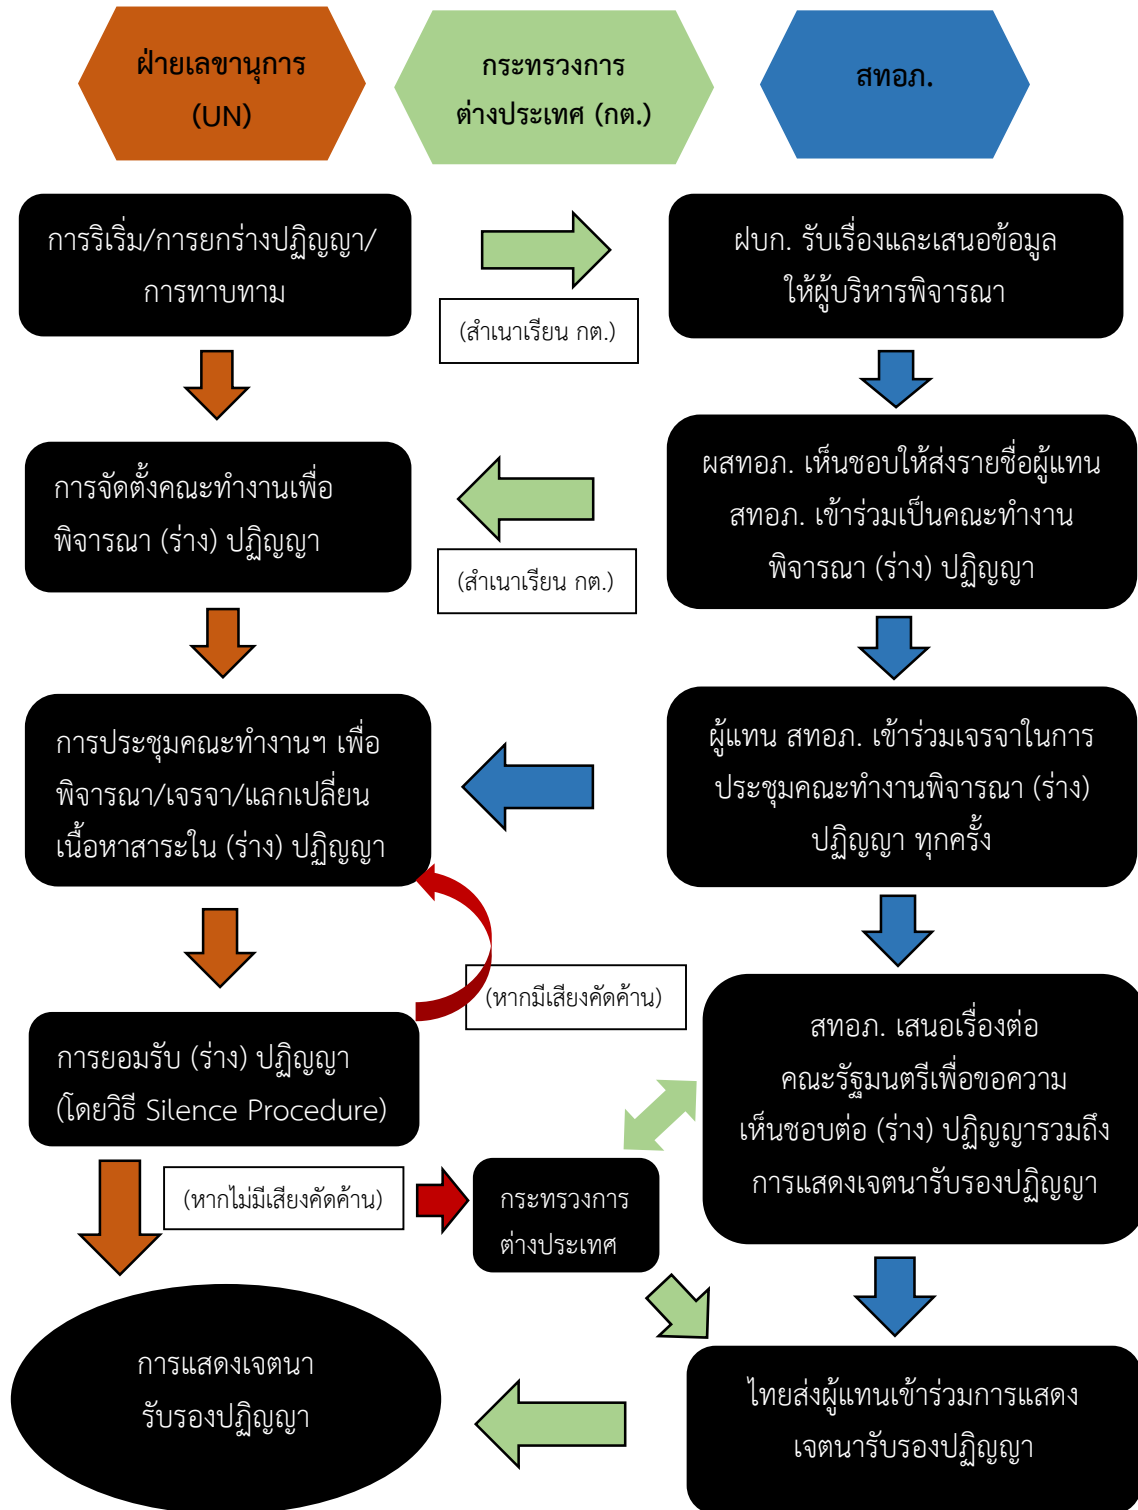 ฝ่ายเลขานุการ
(UN)
กระทรวงการ
ต่างประเทศ (กต.)
สทอภ.
การริเริ่ม/การยกร่างปฏิญญา/
การทาบทาม
(สำเนาเรียน กต.)
ฝบก. รับเรื่องและเสนอข้อมูล
ให้ผู้บริหารพิจารณา
การจัดตั้งคณะทำงานเพื่อ
พิจารณา (ร่าง) ปฏิญญา
(สำเนาเรียน กต.)
ผสทอภ. เห็นชอบให้ส่งรายชื่อผู้แทน
สทอภ. เข้าร่วมเป็นคณะทำงาน
พิจารณา (ร่าง) ปฏิญญา
การประชุมคณะทำงานฯ เพื่อ
พิจารณา/เจรจา/แลกเปลี่ยน
เนื้อหาสาระใน (ร่าง) ปฏิญญา
ผู้แทน สทอภ. เข้าร่วมเจรจาในการ
ประชุมคณะทำงานพิจารณา (ร่าง)
ปฏิญญา ทุกครั้ง
(หากมีเสียงคัดค้าน)
การยอมรับ (ร่าง) ปฏิญญา
(โดยวิธี Silence Procedure)
สทอภ. เสนอเรื่องต่อ
คณะรัฐมนตรีเพื่อขอความ
เห็นชอบต่อ (ร่าง) ปฏิญญารวมถึง
การแสดงเจตนารับรองปฏิญญา
(หากไม่มีเสียงคัดค้าน)
กระทรวงการ
ต่างประเทศ
การแสดงเจตนา
รับรองปฏิญญา
ไทยส่งผู้แทนเข้าร่วมการแสดง
เจตนารับรองปฏิญญา